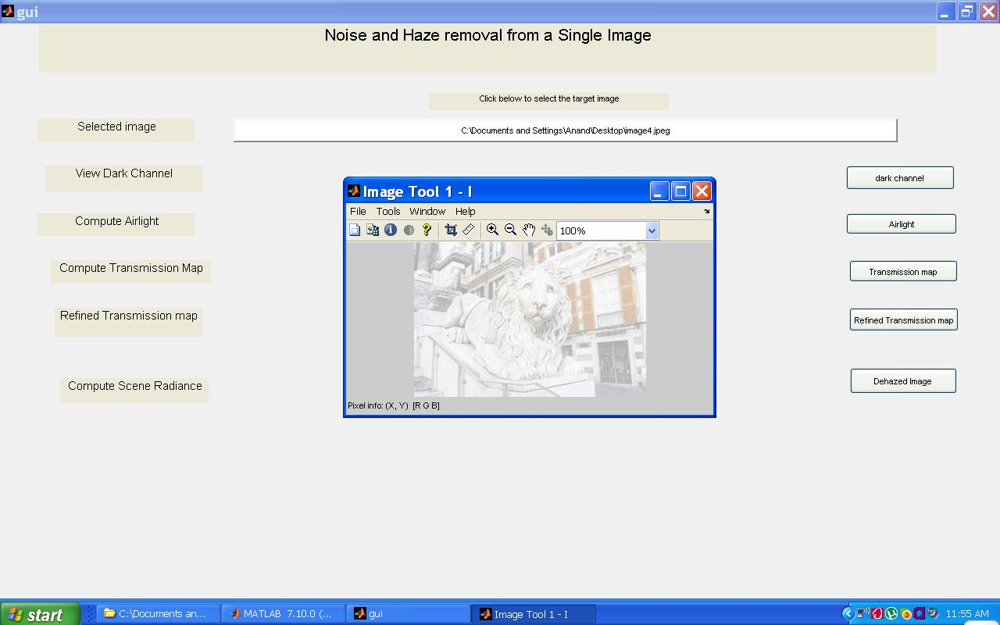 gui
Noise and Haze removal from a Single Image
Click below to select the target image
Selected image
C:\Documents and Settings\Anand\Desktop\image4.jpeg
View Dark Channel
dark channel
Image Tool 1 - I
File Tools Window Help
100%
Pixel info: (X, Y) [R G B]
Compute Airlight
Airlight
Compute Transmission Map
Transmission map
Refined Transmission map
Refined Transmission map
Compute Scene Radiance
Dehazed Image
start
C:\Documents an...
MATLAB 7.10.0 (...
gui
Image Tool 1 - I
11:55 AM